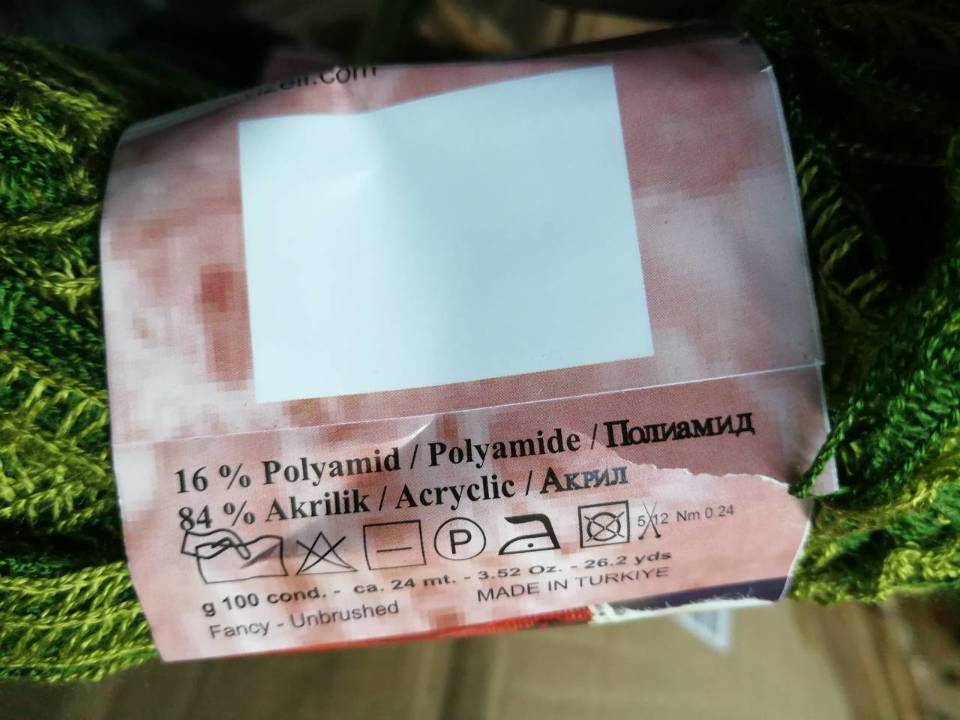 16 % Polyamid / Polyamide / Полиамид
84 % Akrilik / Acryclic / Акрил
P 5 12 Nm 0.24
g 100 cond. - ca. 24 mt. - 3.52 Oz. - 26.2 yds
Fancy - Unbrushed MADE IN TURKIYE